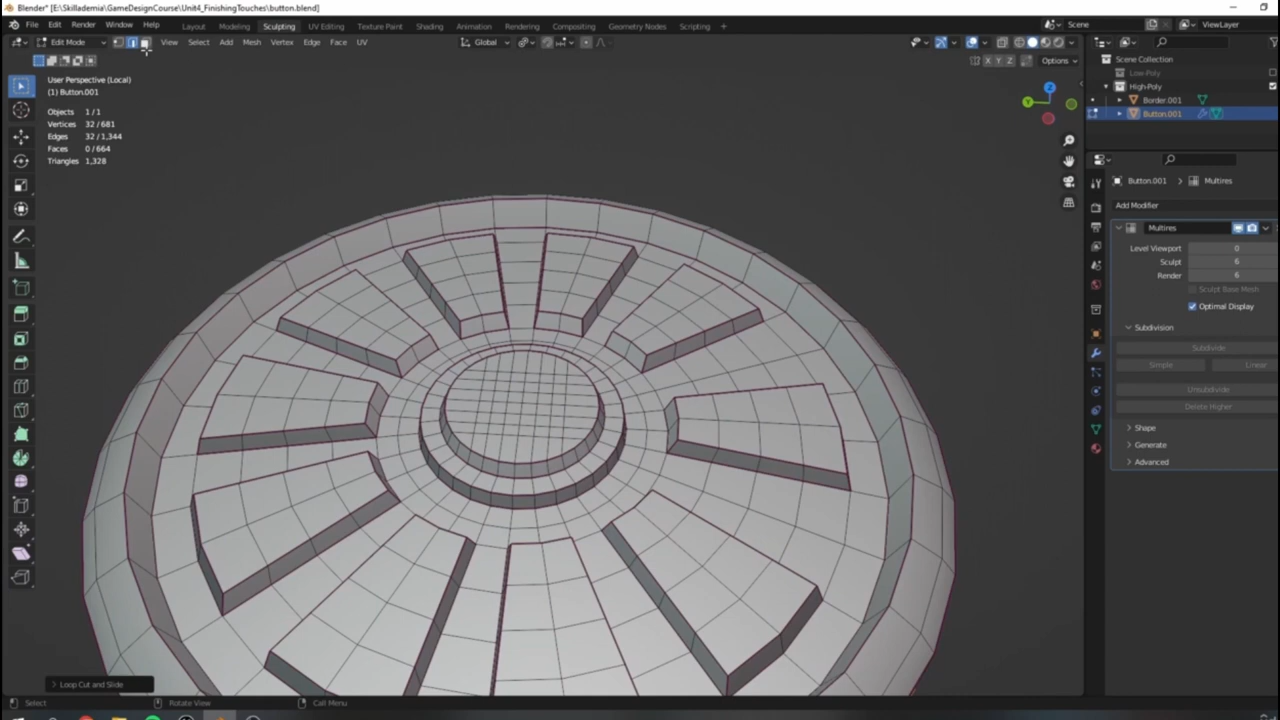 Blender* [E:\Skillademia\GameDesignCourse\Unit4_FinishingTouches\button.blend]
File Edit Render Window Help Layout Modeling Sculpting UV Editing Texture Paint Shading Animation Rendering Compositing Geometry Nodes Scripting Scene ViewLayer
Edit Mode View Select Add Mesh Vertex Edge Face UV Global
X Y Z Options
User Perspective (Local)
(1) Button.001
Objects 1/1
Vertices 32/681
Edges 32/1,344
Faces 0/664
Triangles 1,328
Z
Y
Scene Collection
Low-Poly
High-Poly
Border.001
Button.001
Button.001 > Multires
Add Modifier
Multires
Level Viewport 0
Sculpt 6
Render 6
Sculpt Base Mesh
Optimal Display
Subdivision
Subdivide
Simple Linear
Unsubdivide
Delete Higher
Shape
Generate
Advanced
Loop Cut and Slide
Select Rotate View Call Menu